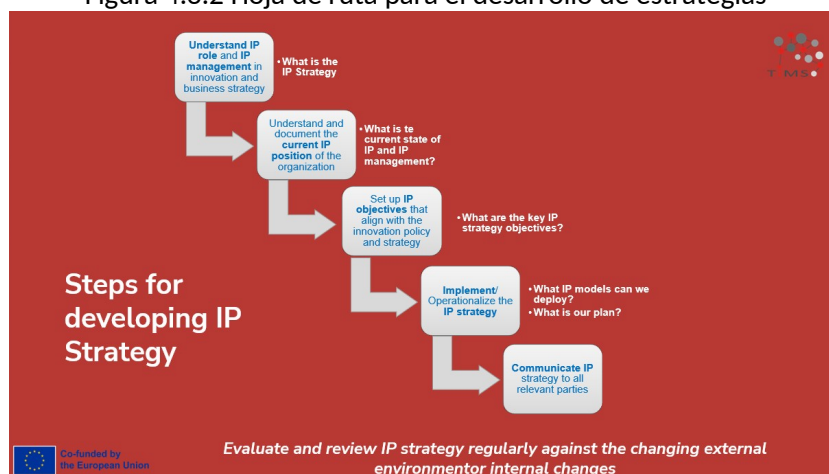 Figura 4.6.2 Hoja de ruta para el desarrollo de estrategias
Understand IP
role and IP
management in
innovation and
business strategy
• What is the
IP Strategy
Understand and
document the
current IP
position of the
organization
• What is te
current state of
IP and IP
management?
Set up IP
objectives that
align with the
innovation policy
and strategy
• What are the key IP
strategy objectives?
Implement/
Operationalize the
IP strategy
• What IP models can we
deploy?
• What is our plan?
Communicate IP
strategy to all
relevant parties
Steps for
developing IP
Strategy
Co-funded by
the European Union
Evaluate and review IP strategy regularly against the changing external
environmentor internal changes